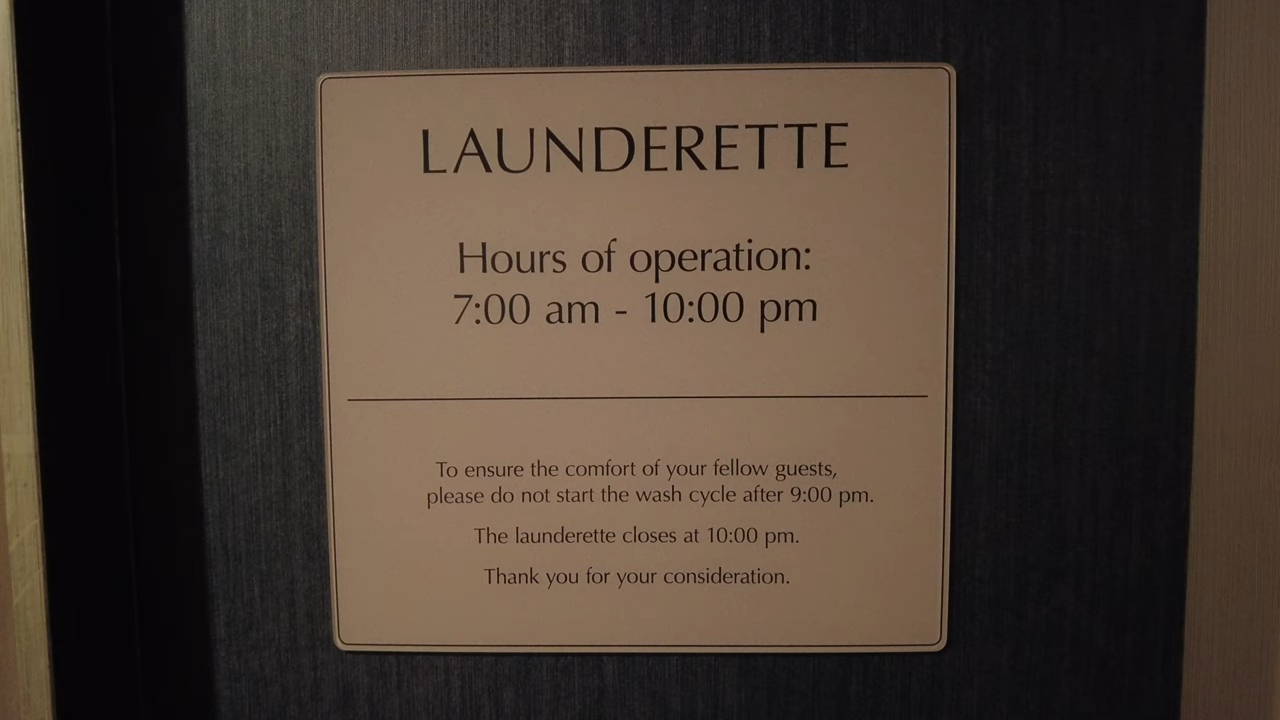 LAUNDERETTE
Hours of operation:
7:00 am - 10:00 pm
To ensure the comfort of your fellow guests,
please do not start the wash cycle after 9:00 pm.
The launderette closes at 10:00 pm.
Thank you for your consideration.